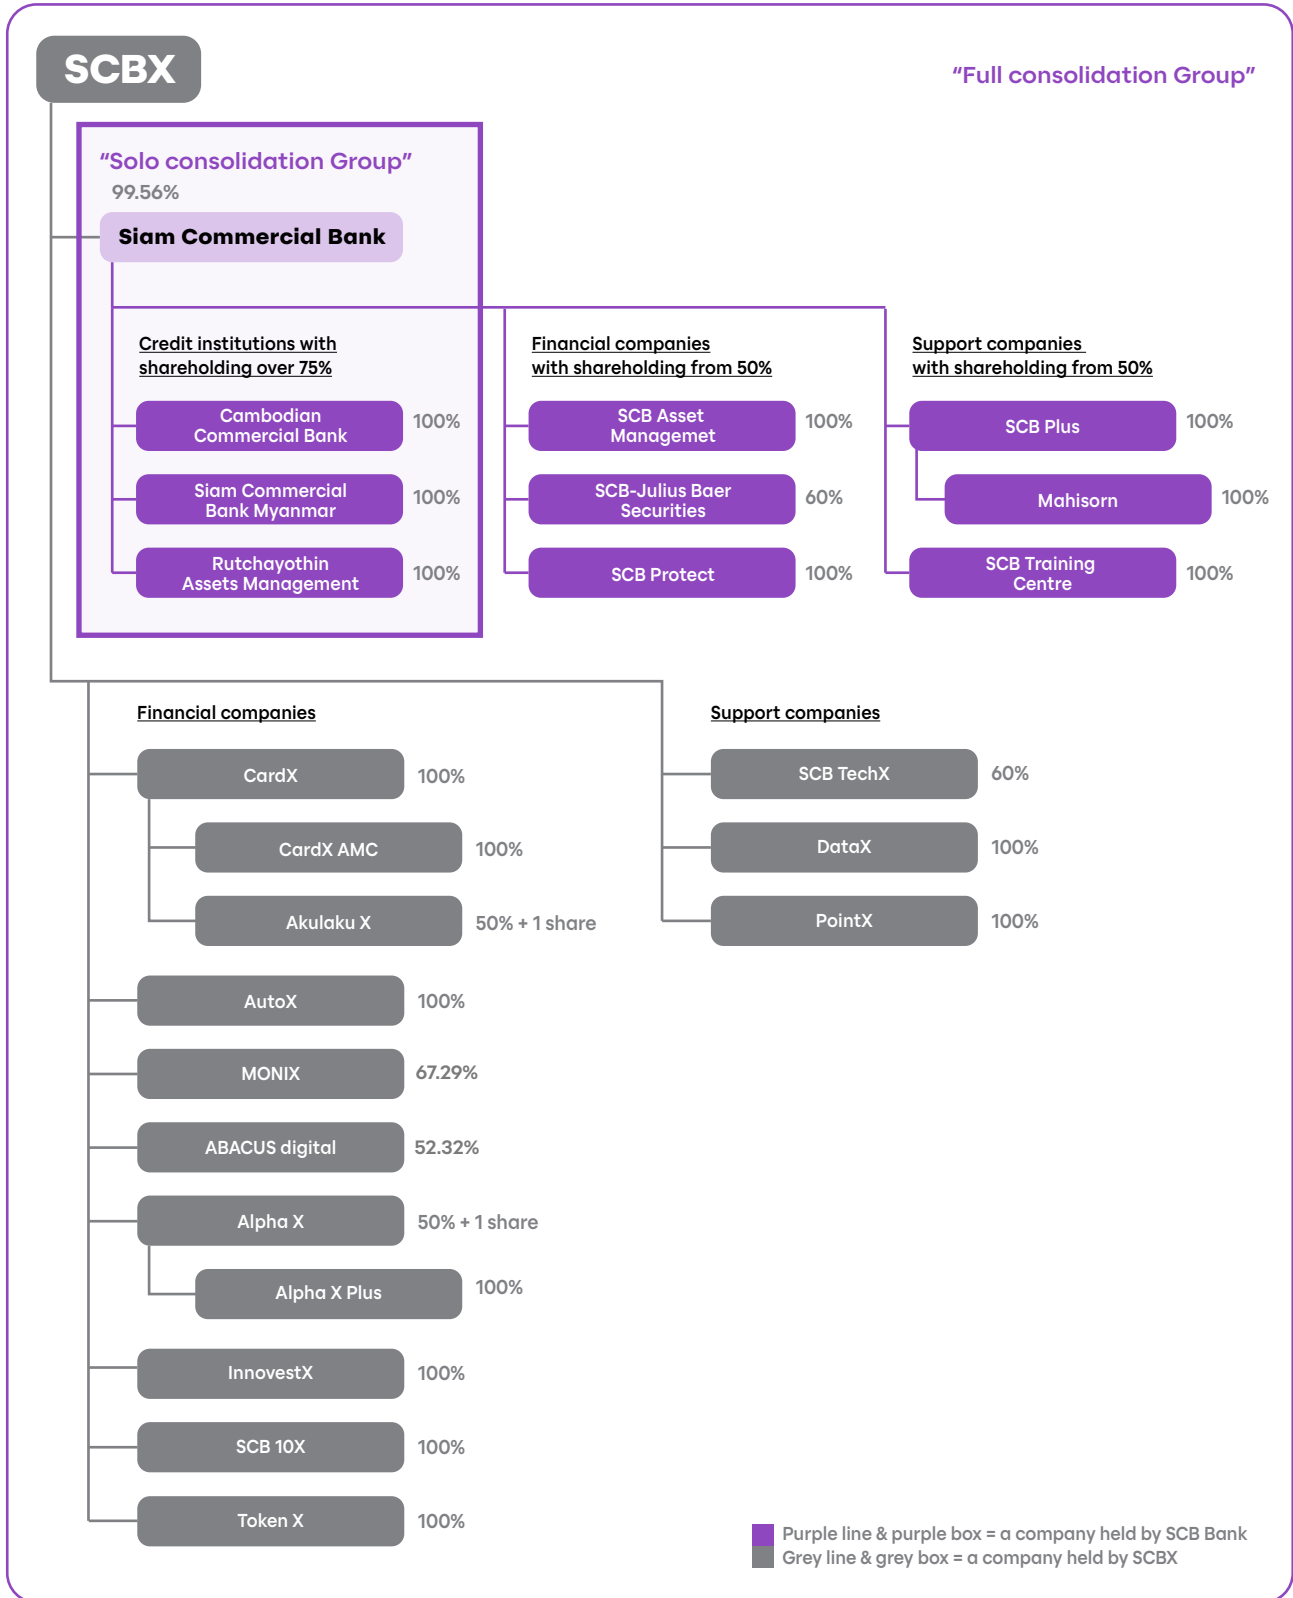 SCBX
“Full consolidation Group”
“Solo consolidation Group”
99.56%
Siam Commercial Bank
Credit institutions with
shareholding over 75%
Cambodian
Commercial Bank
100%
Siam Commercial
Bank Myanmar
100%
Rutchayothin
Assets Management
100%
Financial companies
with shareholding from 50%
SCB Asset
Managemet
100%
SCB-Julius Baer
Securities
60%
SCB Protect
100%
Support companies
with shareholding from 50%
SCB Plus
100%
Mahisorn
100%
SCB Training
Centre
100%
Financial companies
CardX
100%
CardX AMC
100%
Akulaku X
50% + 1 share
AutoX
100%
MONIX
67.29%
ABACUS digital
52.32%
Alpha X
50% + 1 share
Alpha X Plus
100%
InnovestX
100%
SCB 10X
100%
Token X
100%
Support companies
SCB TechX
60%
DataX
100%
PointX
100%
Purple line & purple box = a company held by SCB Bank
Grey line & grey box = a company held by SCBX